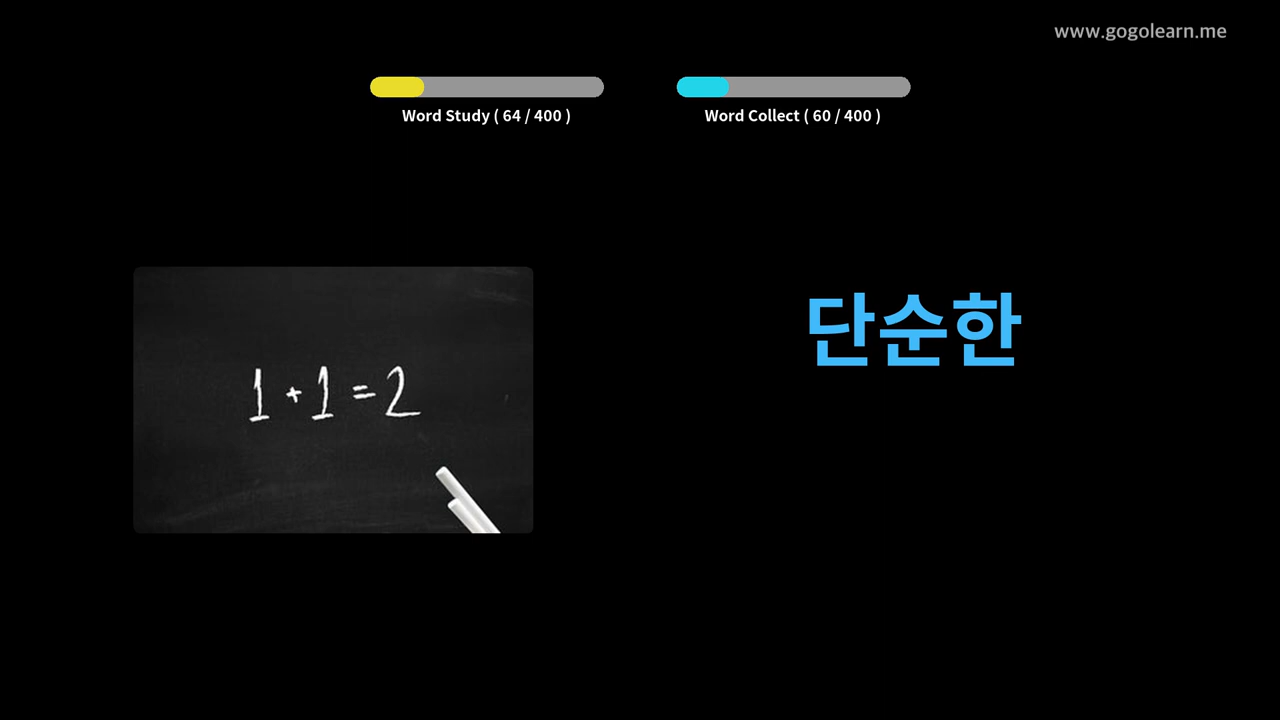 www.gogolearn.me
Word Study ( 64 / 400 )
Word Collect ( 60 / 400 )
1 + 1 = 2
단순한